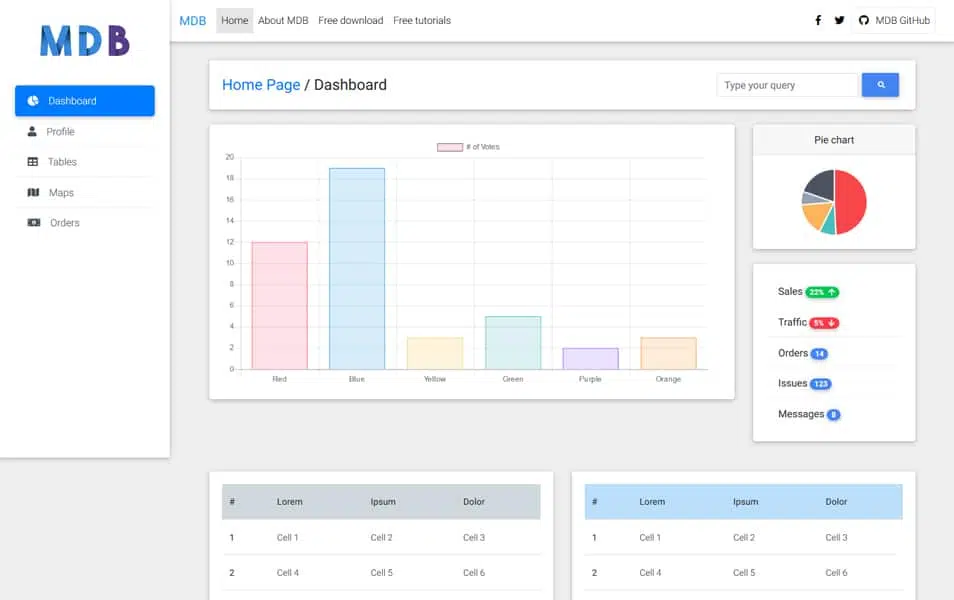 MDB
Dashboard
Profile
Tables
Maps
Orders
MDB Home About MDB Free download Free tutorials MDB GitHub
Home Page / Dashboard
Type your query
# of Votes
20
18
16
14
12
10
8
6
4
2
0
Red Blue Yellow Green Purple Orange
Pie chart
Sales 22%
Traffic 5%
Orders 14
Issues 123
Messages 8
# Lorem Ipsum Dolor
1 Cell 1 Cell 2 Cell 3
2 Cell 4 Cell 5 Cell 6
# Lorem Ipsum Dolor
1 Cell 1 Cell 2 Cell 3
2 Cell 4 Cell 5 Cell 6